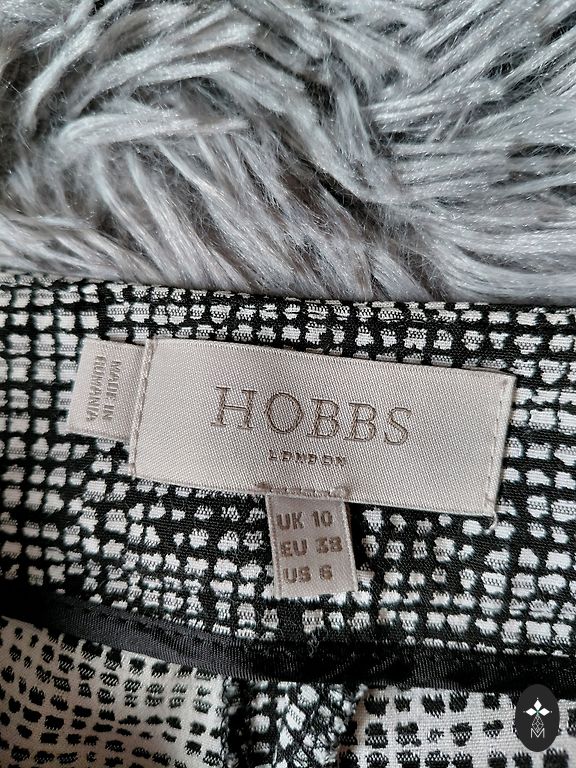 MADE IN
ROMANIA
HOBBS
LONDON
UK 10
EU 38
US 6
M